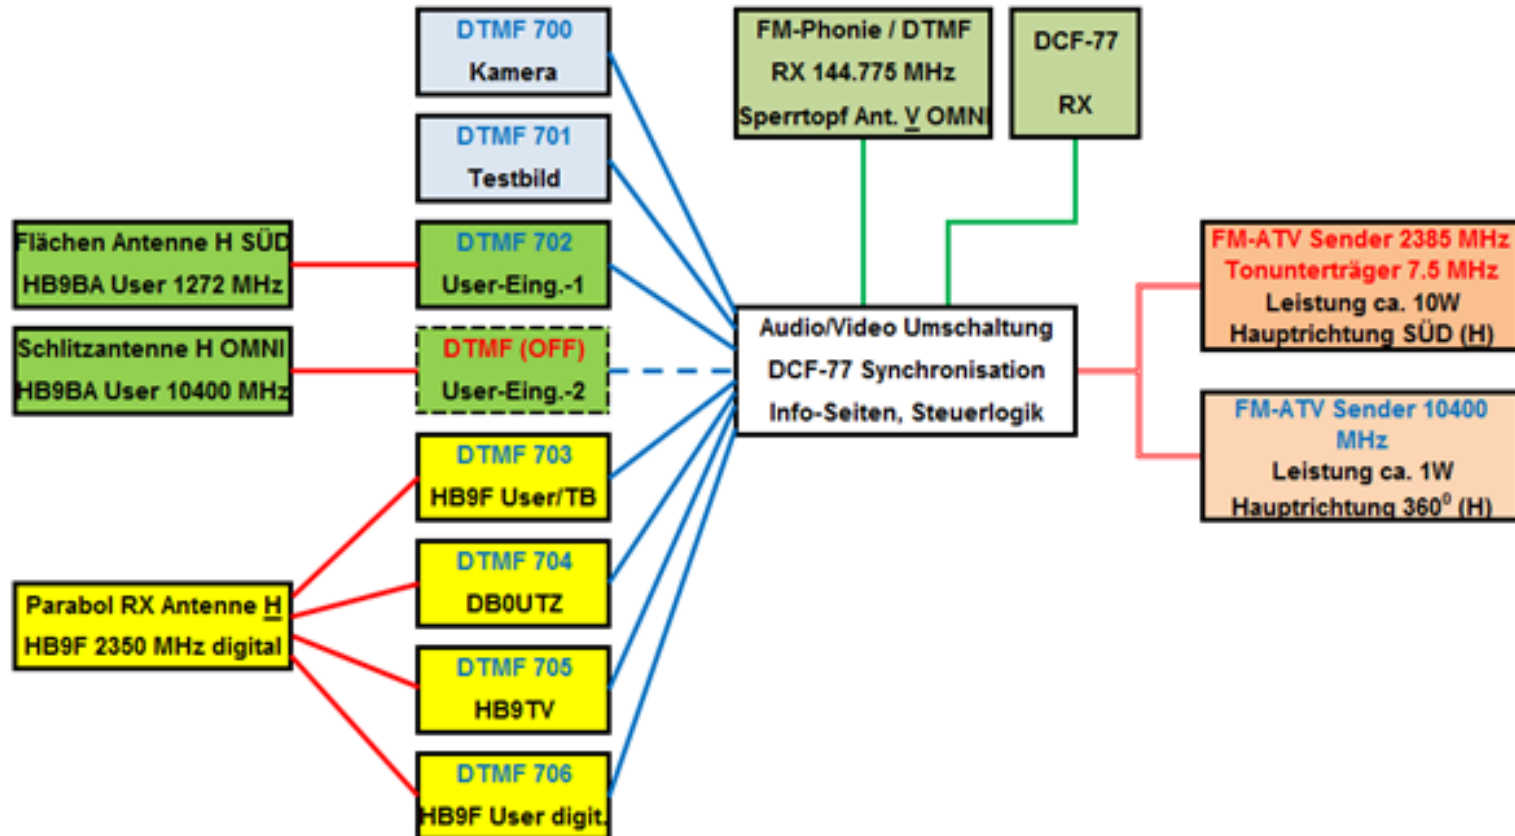 DTMF 700
Kamera
DTMF 701
Testbild
Flächen Antenne H SÜD
HB9BA User 1272 MHz
DTMF 702
User-Eing.-1
Schlitzantenne H OMNI
HB9BA User 10400 MHz
DTMF (OFF)
User-Eing.-2
DTMF 703
HB9F User/TB
Parabol RX Antenne H
HB9F 2350 MHz digital
DTMF 704
DB0UTZ
DTMF 705
HB9TV
DTMF 706
HB9F User digit.
FM-Phonie / DTMF
RX 144.775 MHz
Sperrtopf Ant. V OMNI
DCF-77
RX
Audio/Video Umschaltung
DCF-77 Synchronisation
Info-Seiten, Steuerlogik
FM-ATV Sender 2385 MHz
Tonunterträger 7.5 MHz
Leistung ca. 10W
Hauptrichtung SÜD (H)
FM-ATV Sender 10400
MHz
Leistung ca. 1W
Hauptrichtung 360⁰ (H)